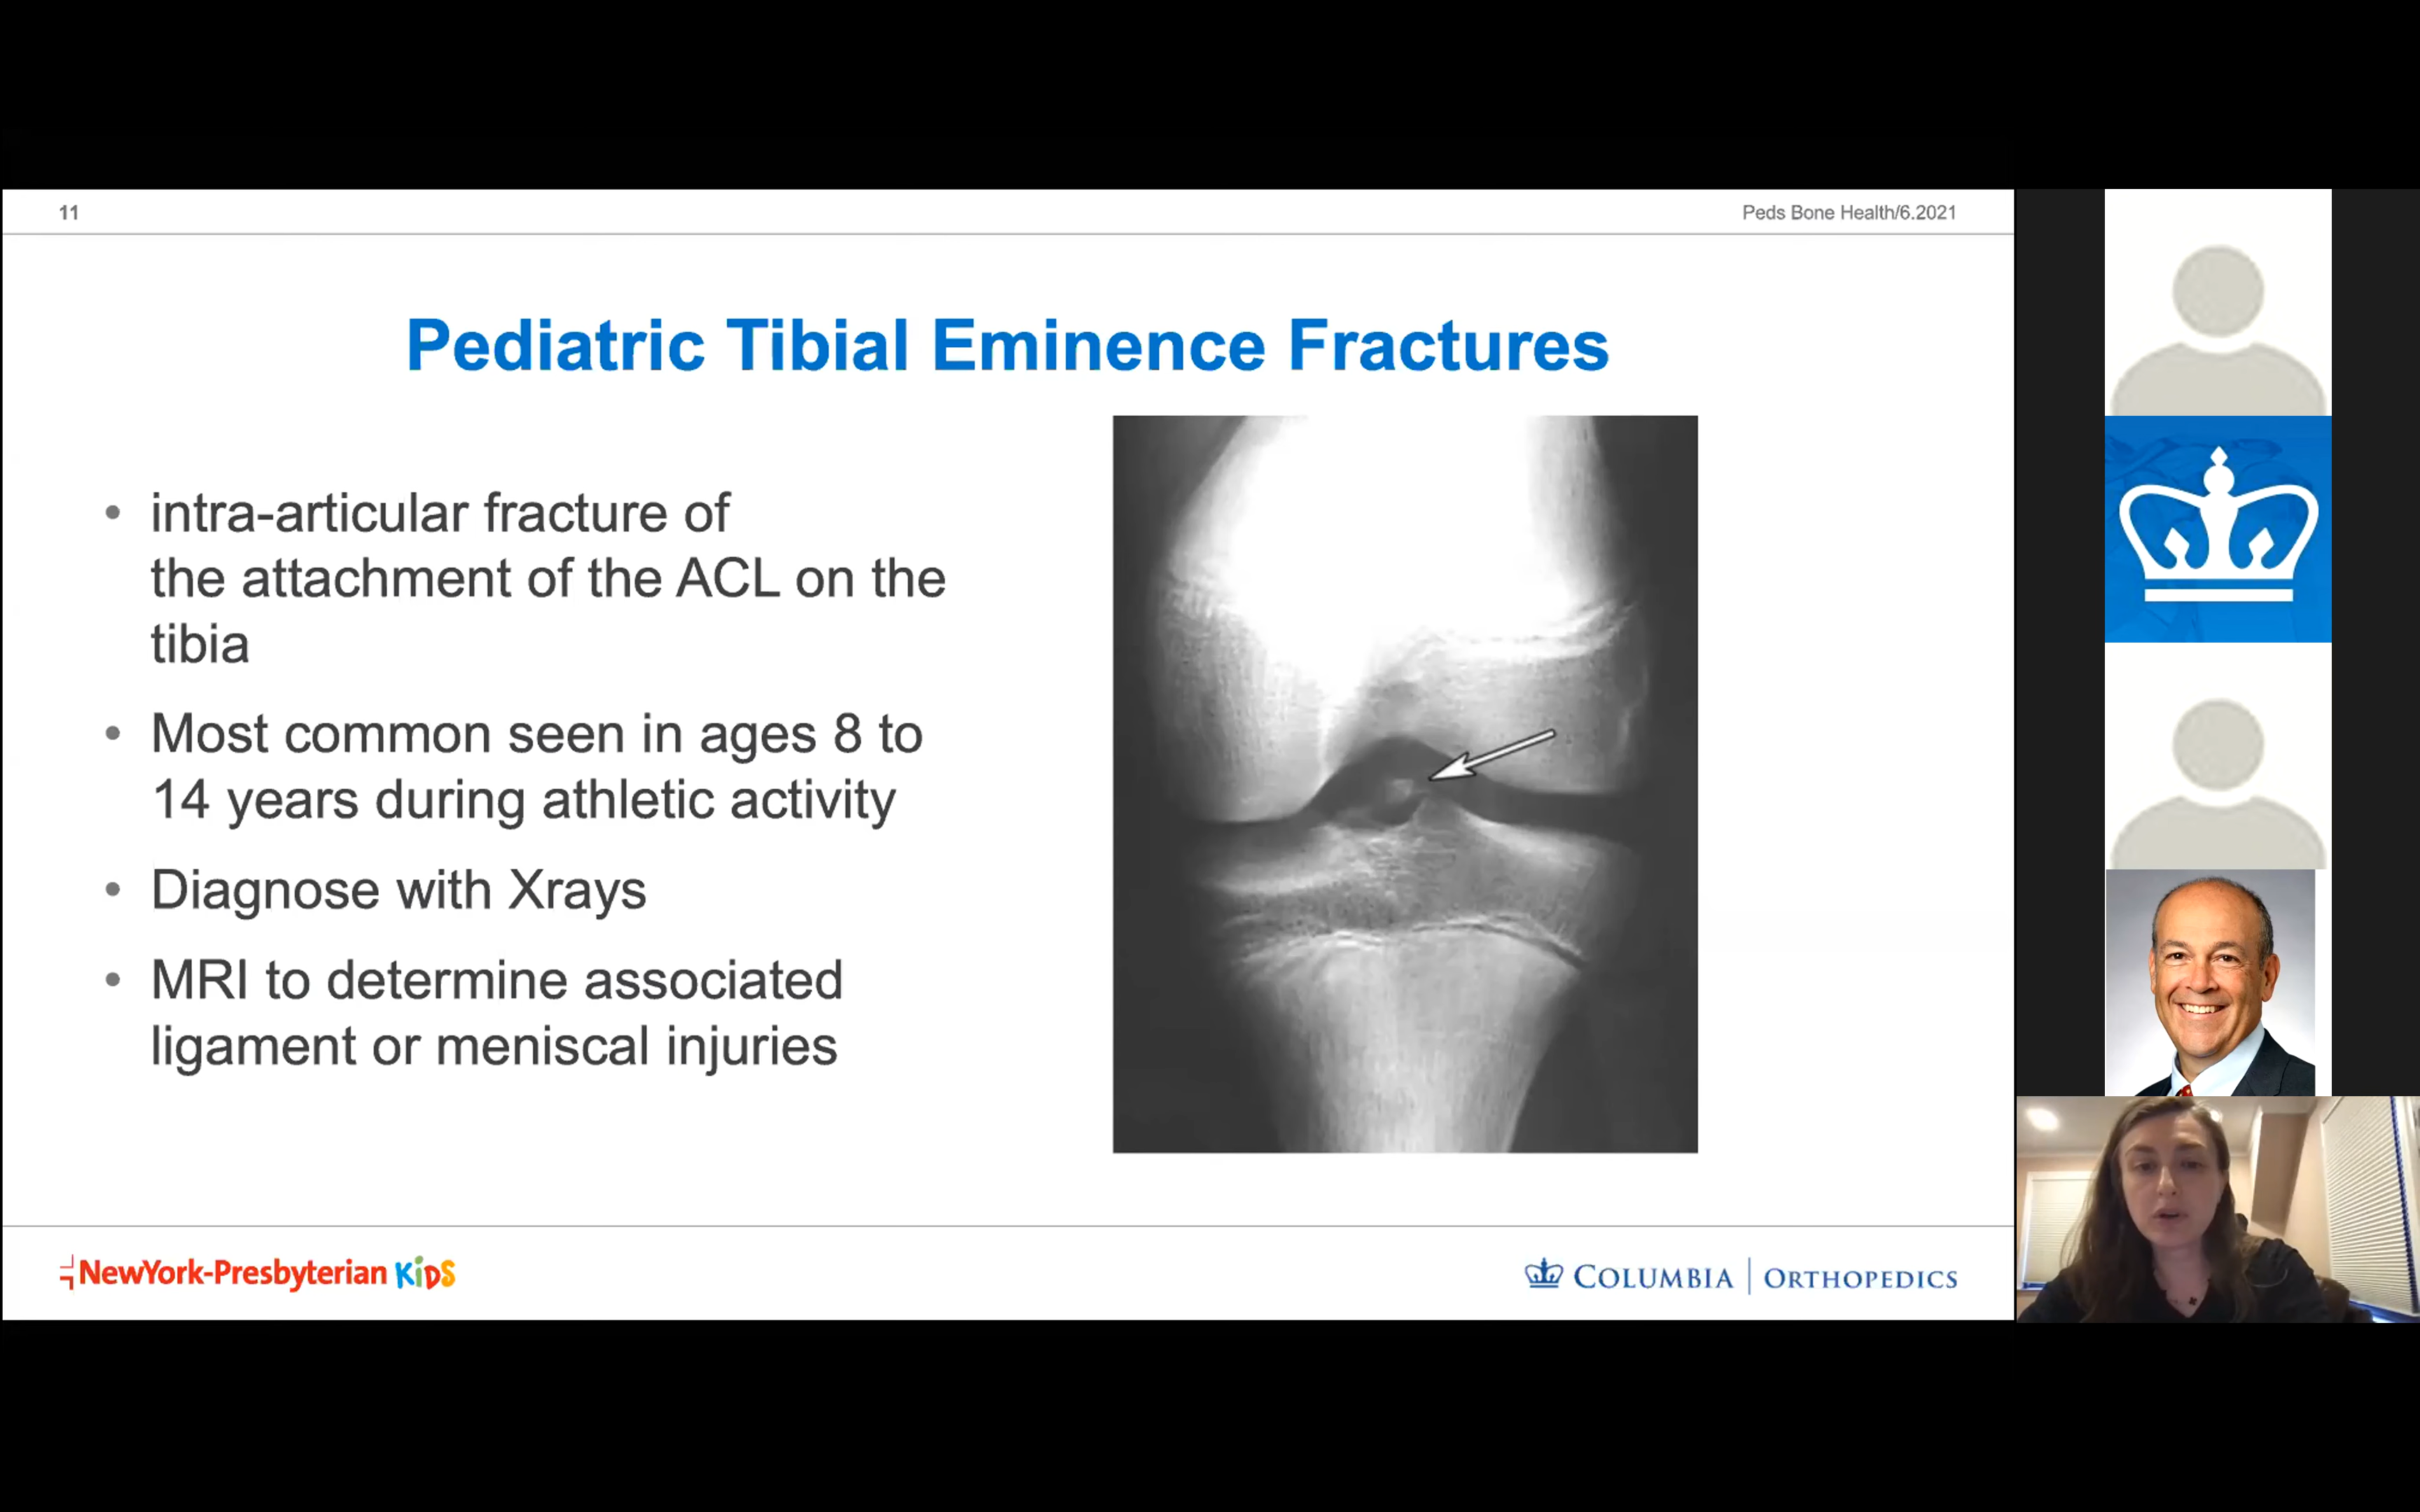 11
Peds Bone Health/6.2021
Pediatric Tibial Eminence Fractures
• intra-articular fracture of
the attachment of the ACL on the
tibia
• Most common seen in ages 8 to
14 years during athletic activity
• Diagnose with Xrays
• MRI to determine associated
ligament or meniscal injuries
NewYork-Presbyterian KiDS
COLUMBIA | ORTHOPEDICS